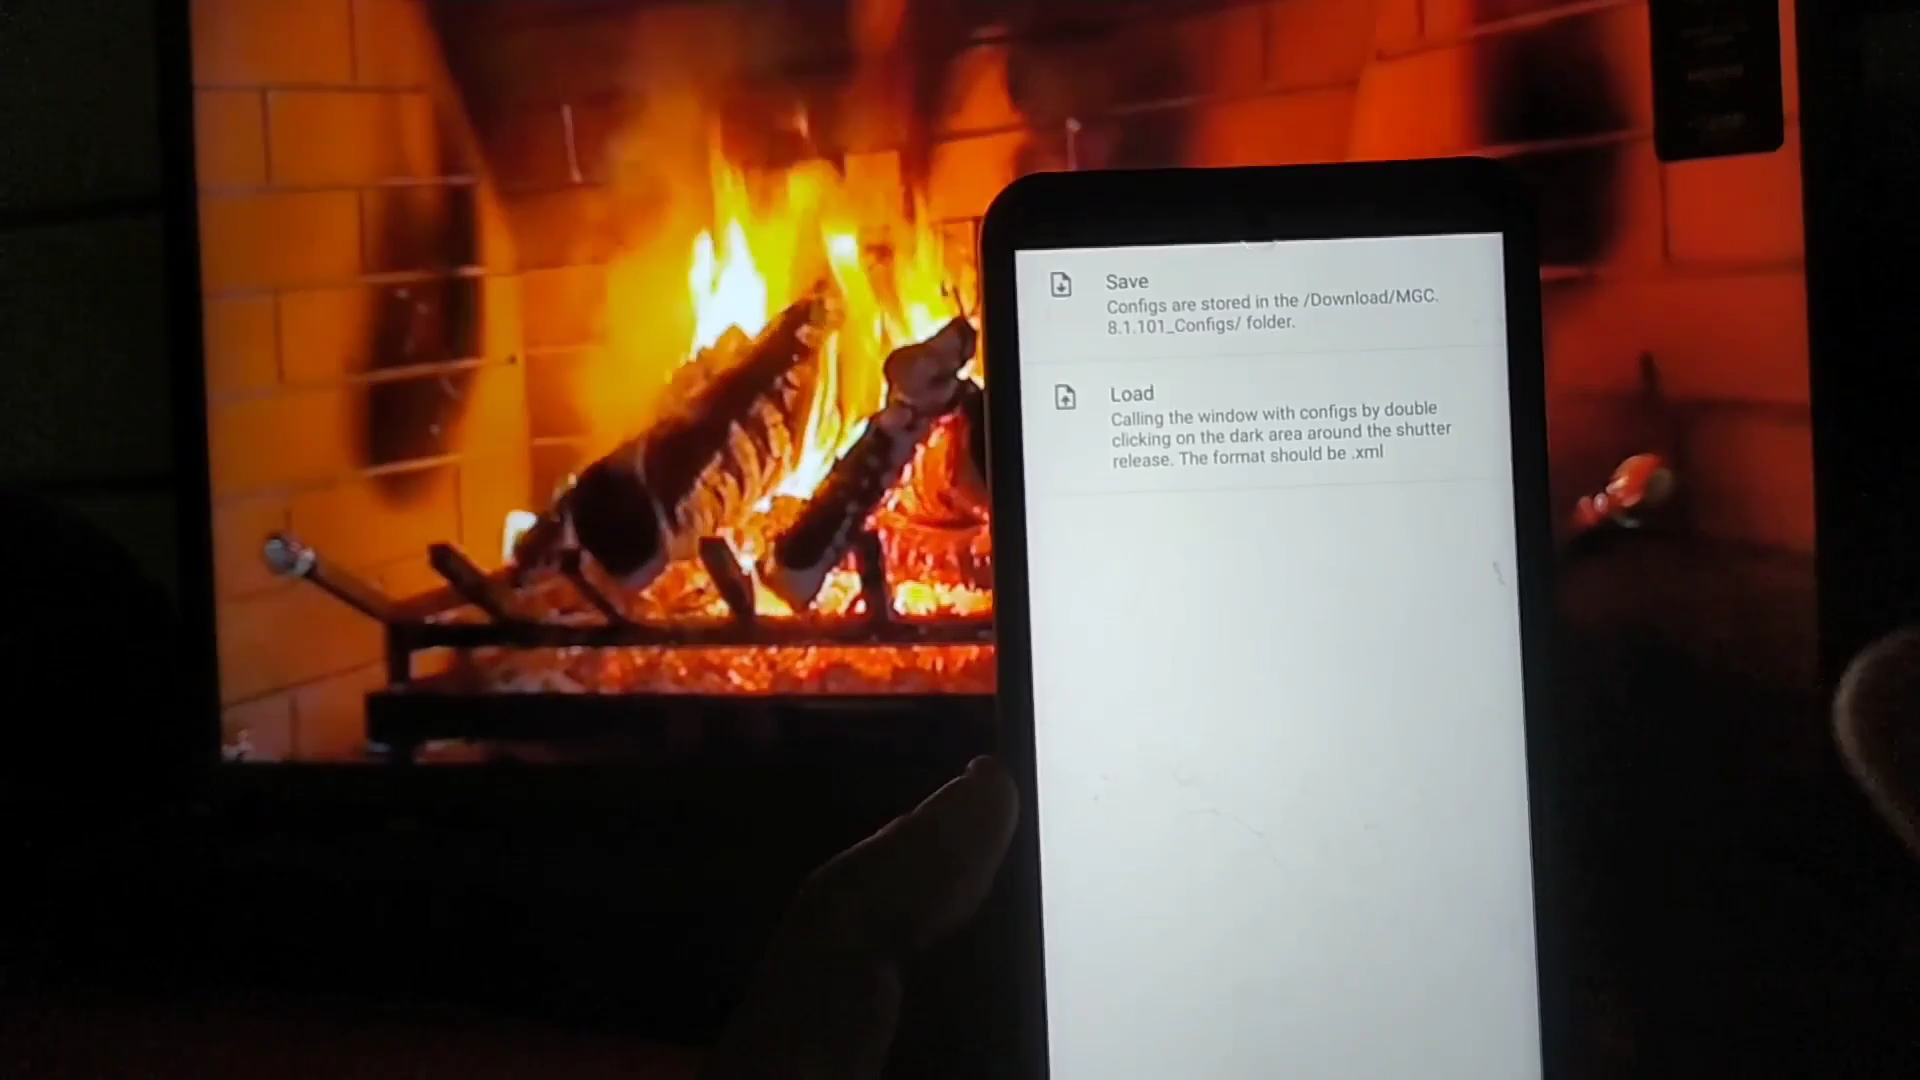 Save
Configs are stored in the /Download/MGC.
8.1.101_Configs/ folder.
Load
Calling the window with configs by double
clicking on the dark area around the shutter
release. The format should be .xml